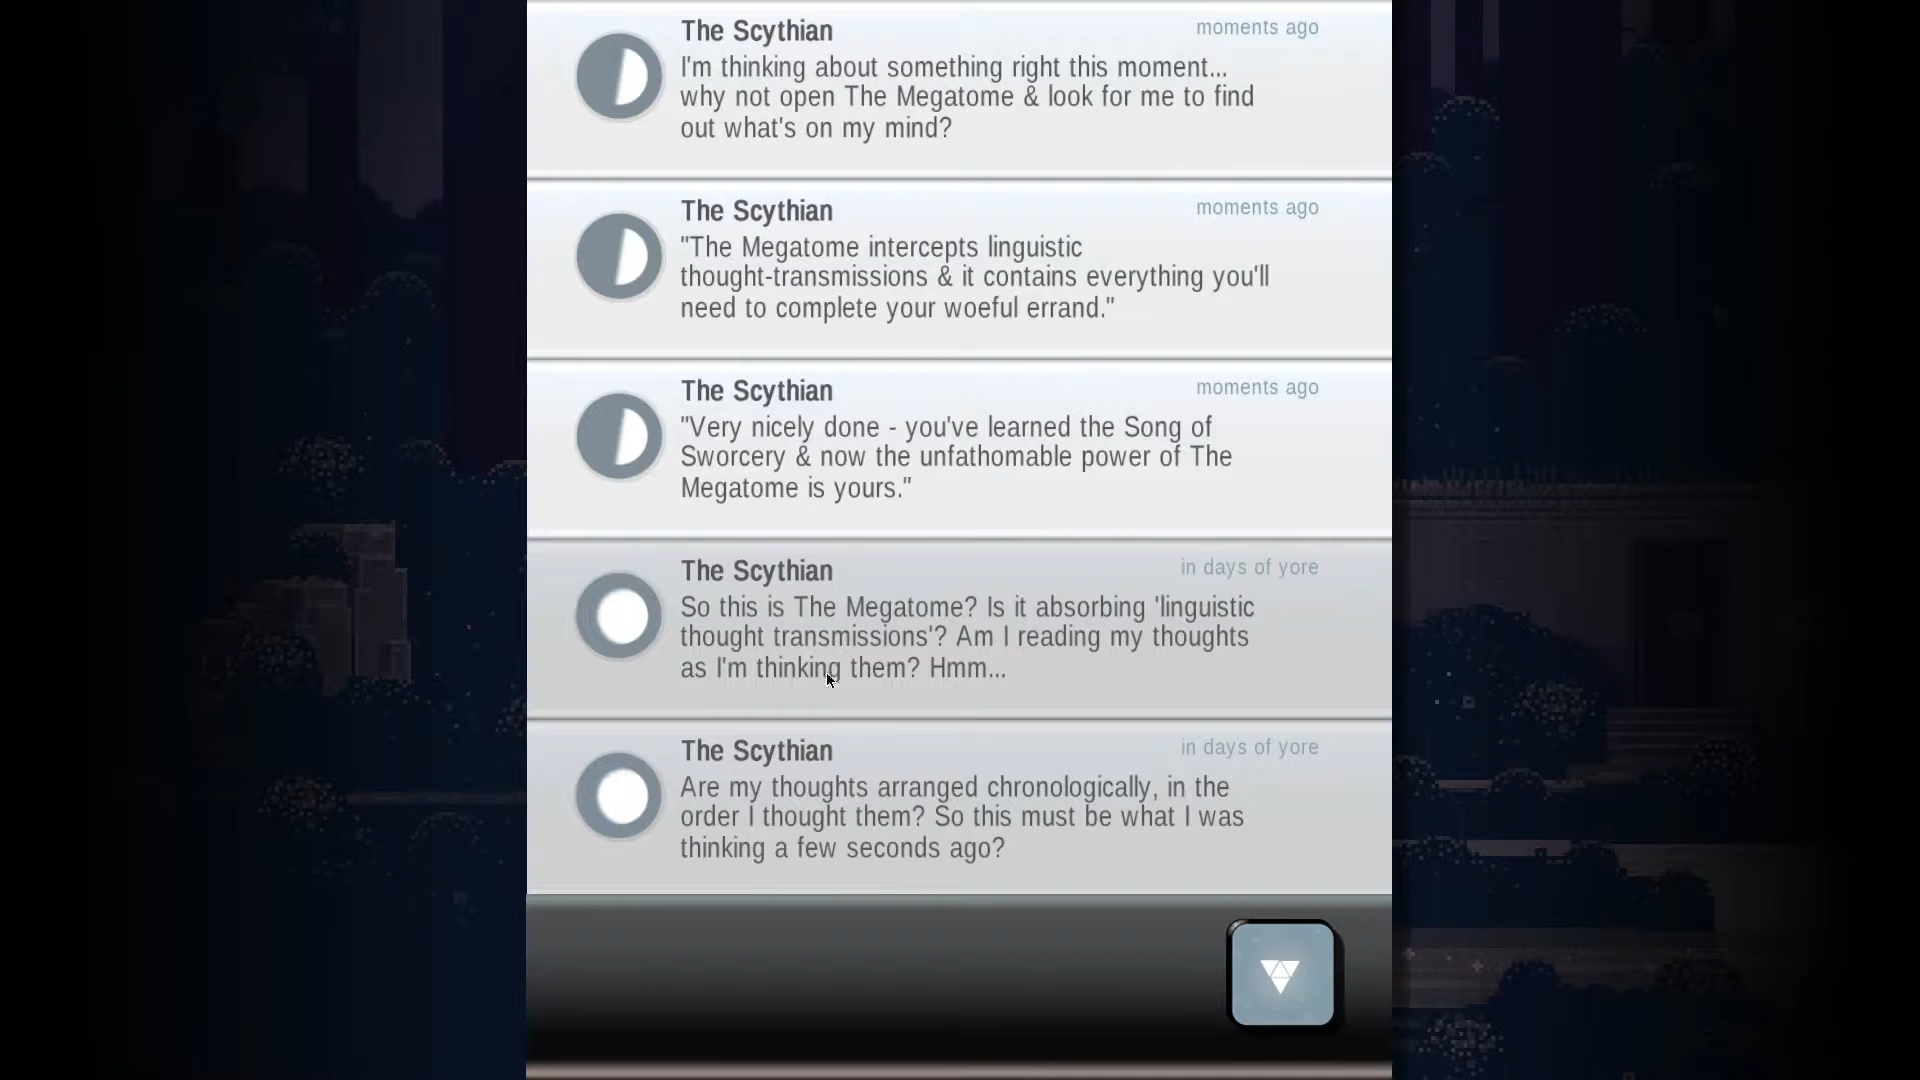 The Scythian
moments ago
I'm thinking about something right this moment...
why not open The Megatome & look for me to find
out what's on my mind?
The Scythian
moments ago
"The Megatome intercepts linguistic
thought-transmissions & it contains everything you'll
need to complete your woeful errand."
The Scythian
moments ago
"Very nicely done - you've learned the Song of
Sworcery & now the unfathomable power of The
Megatome is yours."
The Scythian
in days of yore
So this is The Megatome? Is it absorbing 'linguistic
thought transmissions'? Am I reading my thoughts
as I'm thinking them? Hmm...
The Scythian
in days of yore
Are my thoughts arranged chronologically, in the
order I thought them? So this must be what I was
thinking a few seconds ago?